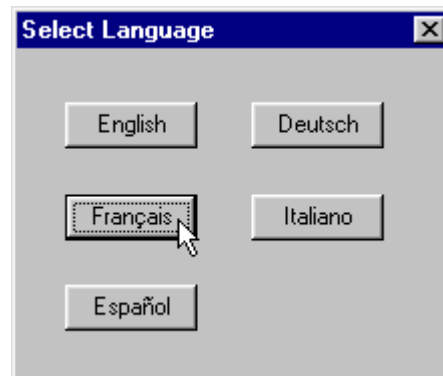 Select Language
English
Deutsch
Français
Italiano
Español